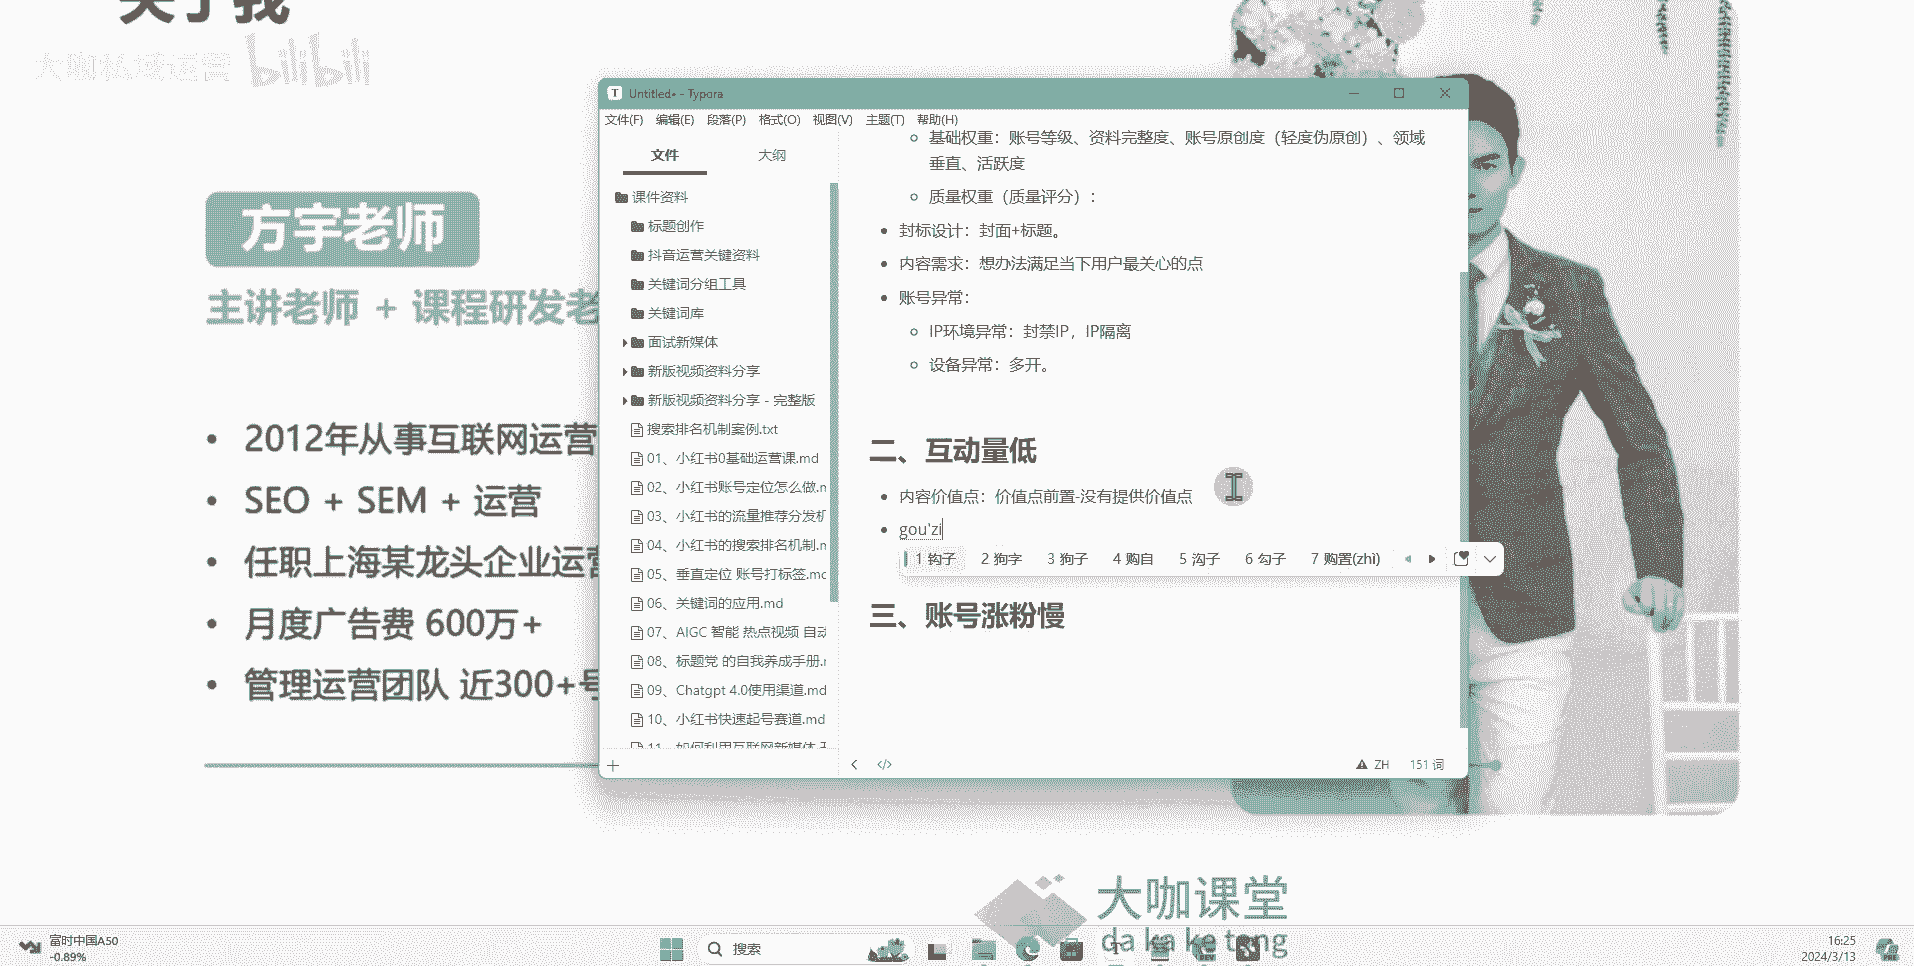 关于我
大咖私域运营 bilibili
方宇老师
主讲老师 + 课程研发老
• 2012年从事互联网运营
• SEO + SEM + 运营
• 任职上海某龙头企业运营
• 月度广告费 600万+
• 管理运营团队 近300+号
Untitled• - Typora
文件(F) 编辑(E) 段落(P) 格式(O) 视图(V) 主题(T) 帮助(H)
文件 大纲
课件资料
标题创作
抖音运营关键资料
关键词分组工具
关键词库
面试新媒体
新版视频资料分享
新版视频资料分享 - 完整版
搜索排名机制案例.txt
01、小红书0基础运营课.md
02、小红书账号定位怎么做.m
03、小红书的流量推荐分发机
04、小红书的搜索排名机制.m
05、垂直定位 账号打标签.mc
06、关键词的应用.md
07、AIGC 智能 热点视频 自动
08、标题党 的自我养成手册.m
09、Chatgpt 4.0使用渠道.md
10、小红书快速起号赛道.md
11、如何利用互联网新媒体
基础权重：账号等级、资料完整度、账号原创度（轻度伪原创）、领域
垂直、活跃度
质量权重（质量评分）：
• 封标设计：封面+标题。
• 内容需求：想办法满足当下用户最关心的点
• 账号异常：
IP环境异常：封禁IP，IP隔离
设备异常：多开。
二、互动量低
• 内容价值点：价值点前置-没有提供价值点
• gou'zi
1 钩子 2 狗字 3 狗子 4 购自 5 沟子 6 勾子 7 购置(zhì)
三、账号涨粉慢
ZH 151 词
大咖课堂
da ka ke tang
富时中国A50
-0.89%
搜索
16:25
2024/3/13